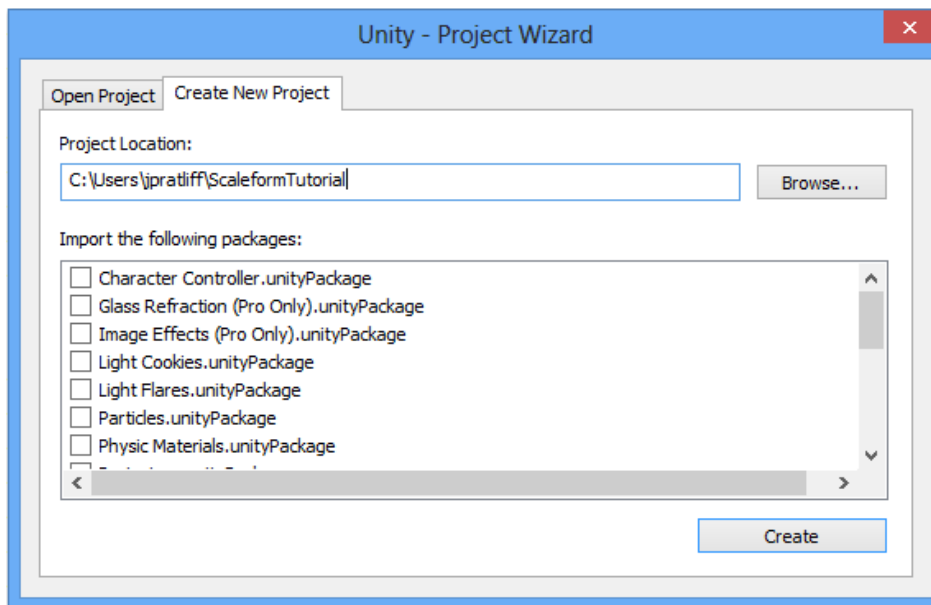 Unity - Project Wizard
Open Project
Create New Project
Project Location:
C:\Users\jpratliff\ScaleformTutorial
Browse...
Import the following packages:
Character Controller.unityPackage
Glass Refraction (Pro Only).unityPackage
Image Effects (Pro Only).unityPackage
Light Cookies.unityPackage
Light Flares.unityPackage
Particles.unityPackage
Physic Materials.unityPackage
Create